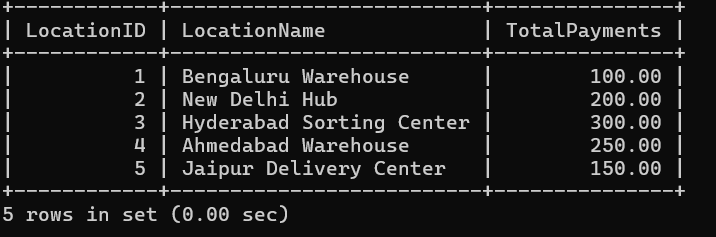 +------------+--------------------------+---------------+
| LocationID | LocationName             | TotalPayments |
+------------+--------------------------+---------------+
|          1 | Bengaluru Warehouse      |        100.00 |
|          2 | New Delhi Hub            |        200.00 |
|          3 | Hyderabad Sorting Center |        300.00 |
|          4 | Ahmedabad Warehouse      |        250.00 |
|          5 | Jaipur Delivery Center   |        150.00 |
+------------+--------------------------+---------------+
5 rows in set (0.00 sec)